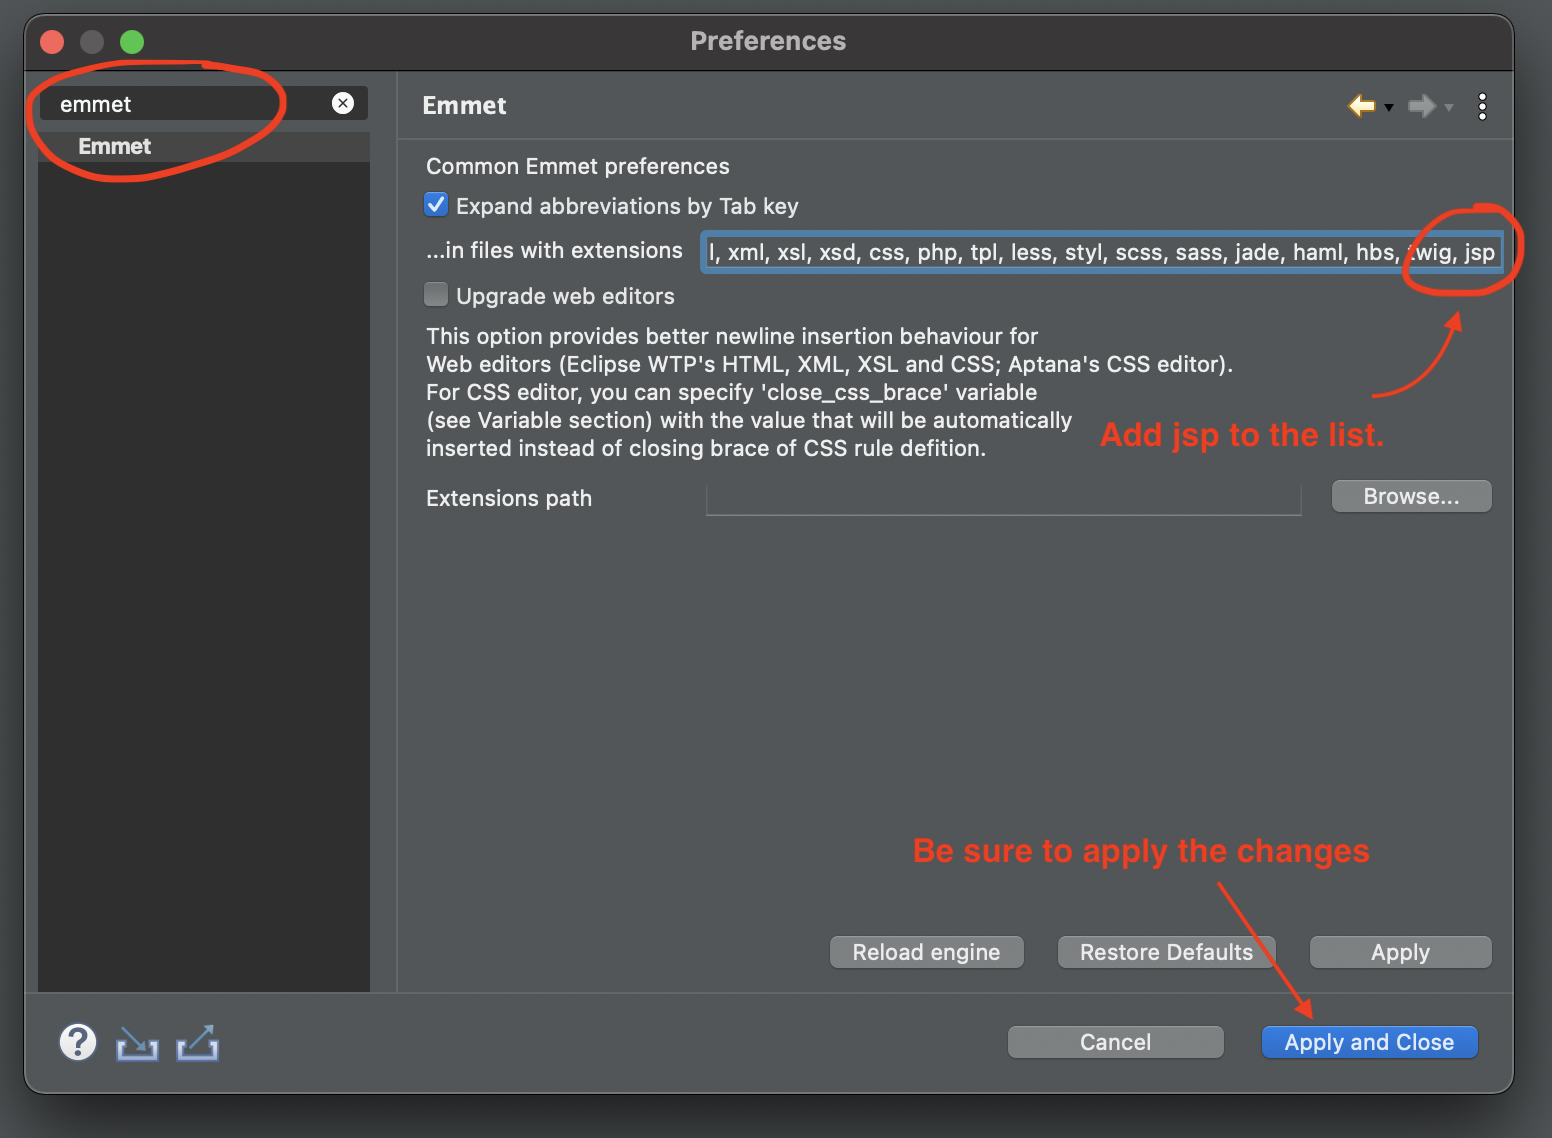 Preferences
emmet
Emmet
Emmet
Common Emmet preferences
Expand abbreviations by Tab key
...in files with extensions l, xml, xsl, xsd, css, php, tpl, less, styl, scss, sass, jade, haml, hbs, twig, jsp
Upgrade web editors
This option provides better newline insertion behaviour for
Web editors (Eclipse WTP's HTML, XML, XSL and CSS; Aptana's CSS editor).
For CSS editor, you can specify 'close_css_brace' variable
(see Variable section) with the value that will be automatically
inserted instead of closing brace of CSS rule defition.
Add jsp to the list.
Extensions path
Browse...
Be sure to apply the changes
Reload engine
Restore Defaults
Apply
?
Cancel
Apply and Close